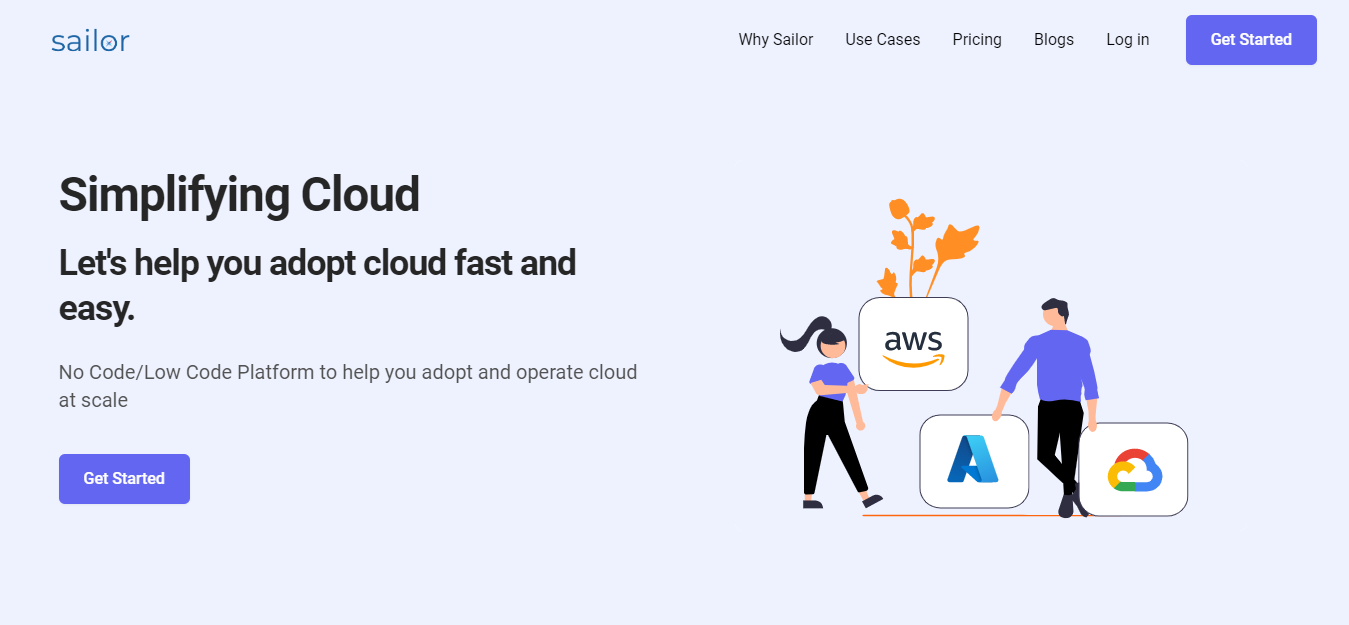 sailor
Why Sailor
Use Cases
Pricing
Blogs
Log in
Get Started
Simplifying Cloud
Let's help you adopt cloud fast and
easy.
No Code/Low Code Platform to help you adopt and operate cloud
at scale
Get Started
aws